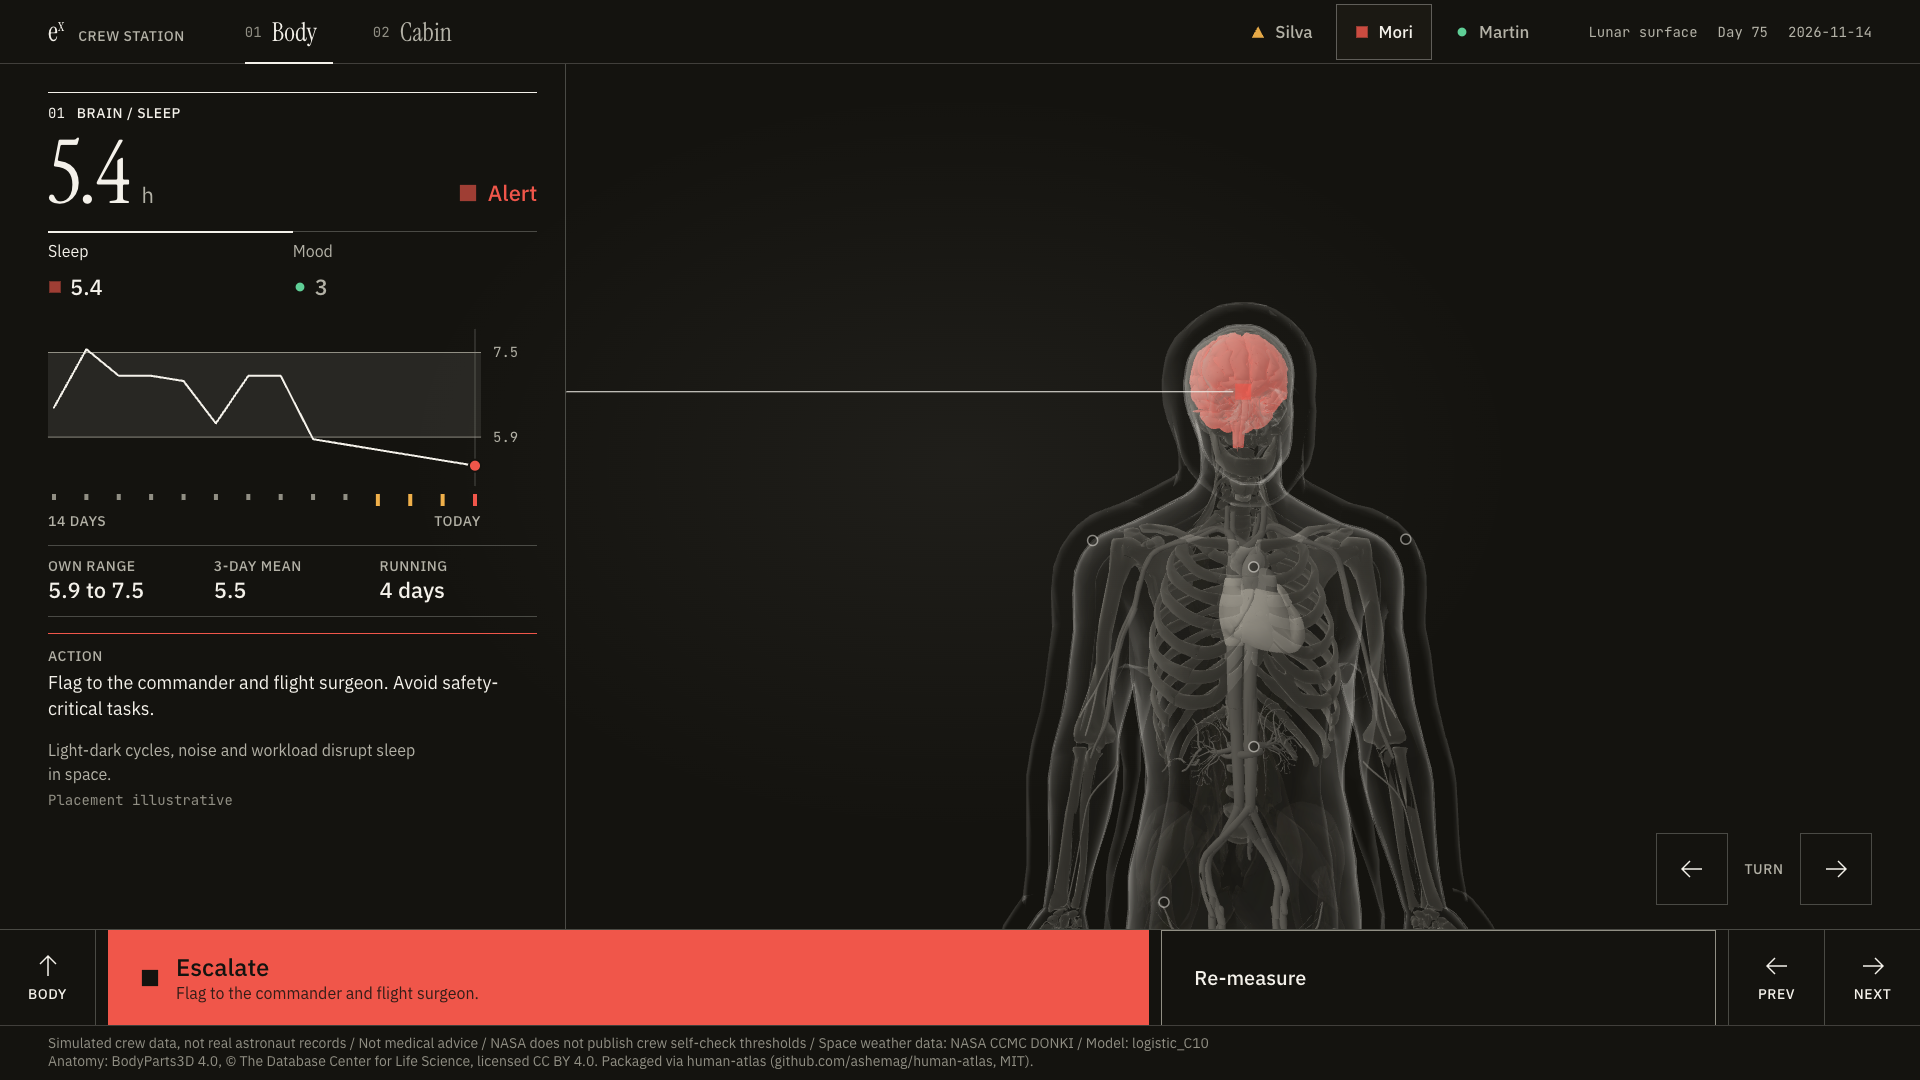 eˣ CREW STATION
01 Body
02 Cabin
Silva
Mori
Martin
Lunar surface Day 75 2026-11-14
01 BRAIN / SLEEP
5.4 h
Alert
Sleep
Mood
5.4
3
7.5
5.9
14 DAYS
TODAY
OWN RANGE
5.9 to 7.5
3-DAY MEAN
5.5
RUNNING
4 days
ACTION
Flag to the commander and flight surgeon. Avoid safety-
critical tasks.
Light-dark cycles, noise and workload disrupt sleep
in space.
Placement illustrative
TURN
BODY
Escalate
Flag to the commander and flight surgeon.
Re-measure
PREV
NEXT
Simulated crew data, not real astronaut records / Not medical advice / NASA does not publish crew self-check thresholds / Space weather data: NASA CCMC DONKI / Model: logistic_C10
Anatomy: BodyParts3D 4.0, © The Database Center for Life Science, licensed CC BY 4.0. Packaged via human-atlas (github.com/ashemag/human-atlas, MIT).